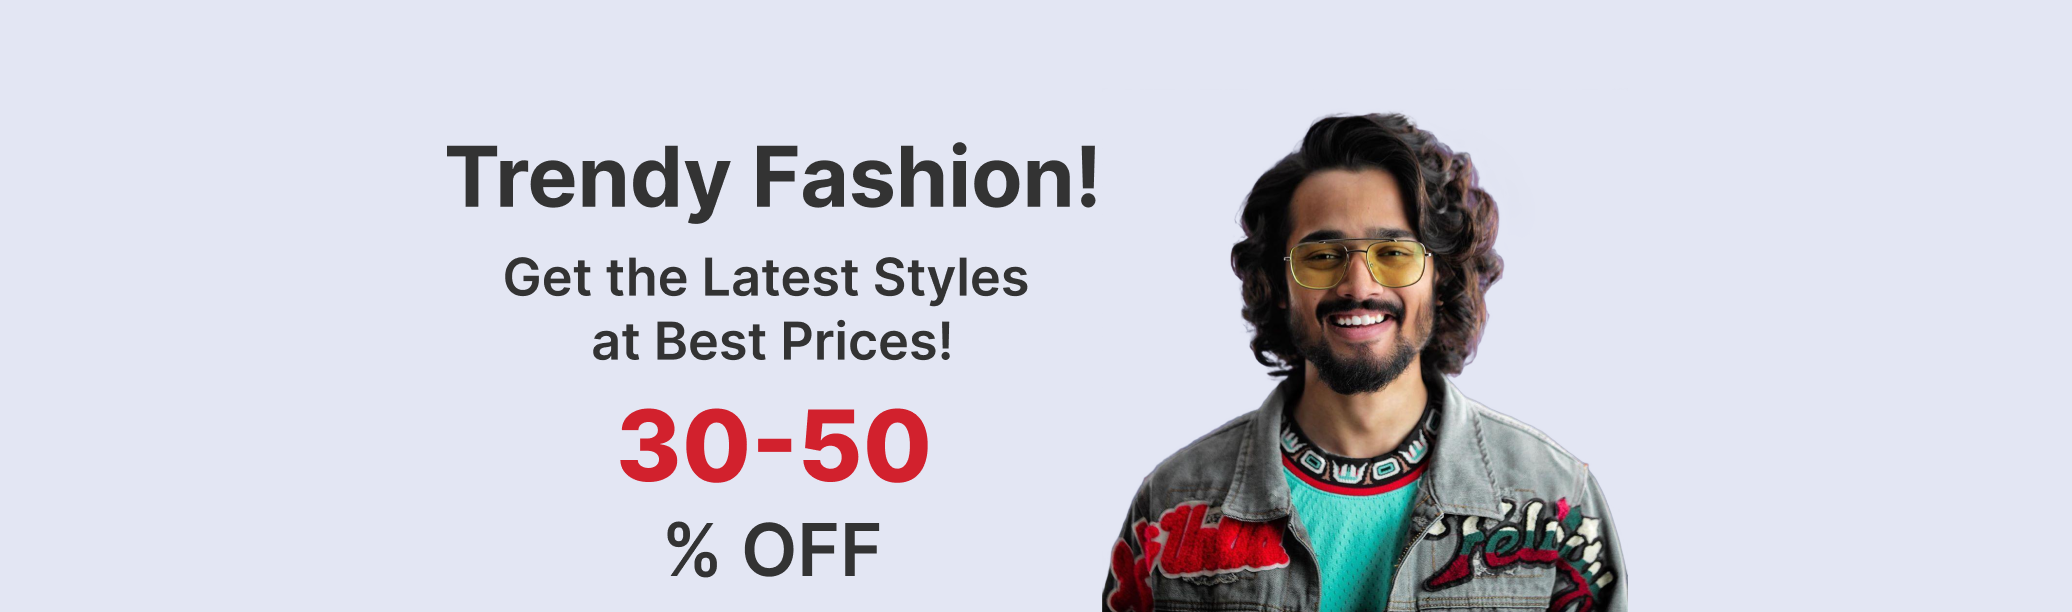 Trendy Fashion!
Get the Latest Styles
at Best Prices!
30-50
% OFF